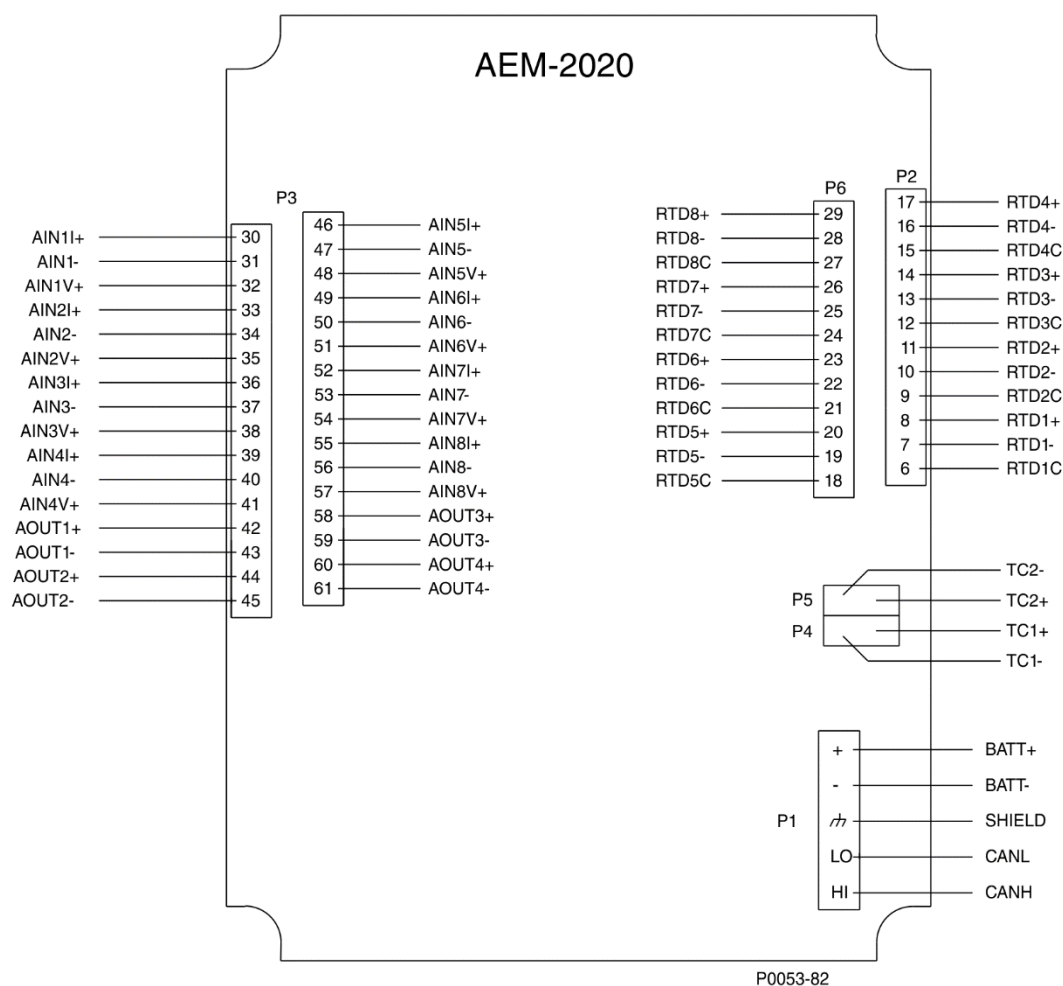 AEM-2020
P3
AIN1I+ 30
AIN1- 31
AIN1V+ 32
AIN2I+ 33
AIN2- 34
AIN2V+ 35
AIN3I+ 36
AIN3- 37
AIN3V+ 38
AIN4I+ 39
AIN4- 40
AIN4V+ 41
AOUT1+ 42
AOUT1- 43
AOUT2+ 44
AOUT2- 45
46 AIN5I+
47 AIN5-
48 AIN5V+
49 AIN6I+
50 AIN6-
51 AIN6V+
52 AIN7I+
53 AIN7-
54 AIN7V+
55 AIN8I+
56 AIN8-
57 AIN8V+
58 AOUT3+
59 AOUT3-
60 AOUT4+
61 AOUT4-
P6
RTD8+ 29
RTD8- 28
RTD8C 27
RTD7+ 26
RTD7- 25
RTD7C 24
RTD6+ 23
RTD6- 22
RTD6C 21
RTD5+ 20
RTD5- 19
RTD5C 18
P2
17 RTD4+
16 RTD4-
15 RTD4C
14 RTD3+
13 RTD3-
12 RTD3C
11 RTD2+
10 RTD2-
9 RTD2C
8 RTD1+
7 RTD1-
6 RTD1C
TC2-
P5 TC2+
P4 TC1+
TC1-
+ BATT+
- BATT-
P1 SHIELD
LO CANL
HI CANH
P0053-82